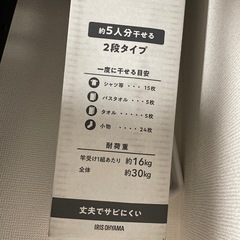 約5人分干せる
2段タイプ
一度に干せる目安
シャツ等・・・15枚
バスタオル・・・5枚
タオル・・・・5枚
小物・・・・24枚
耐荷重
竿受け1組あたり 約16kg
全体 約30kg
丈夫でサビにくい
IRIS OHYAMA